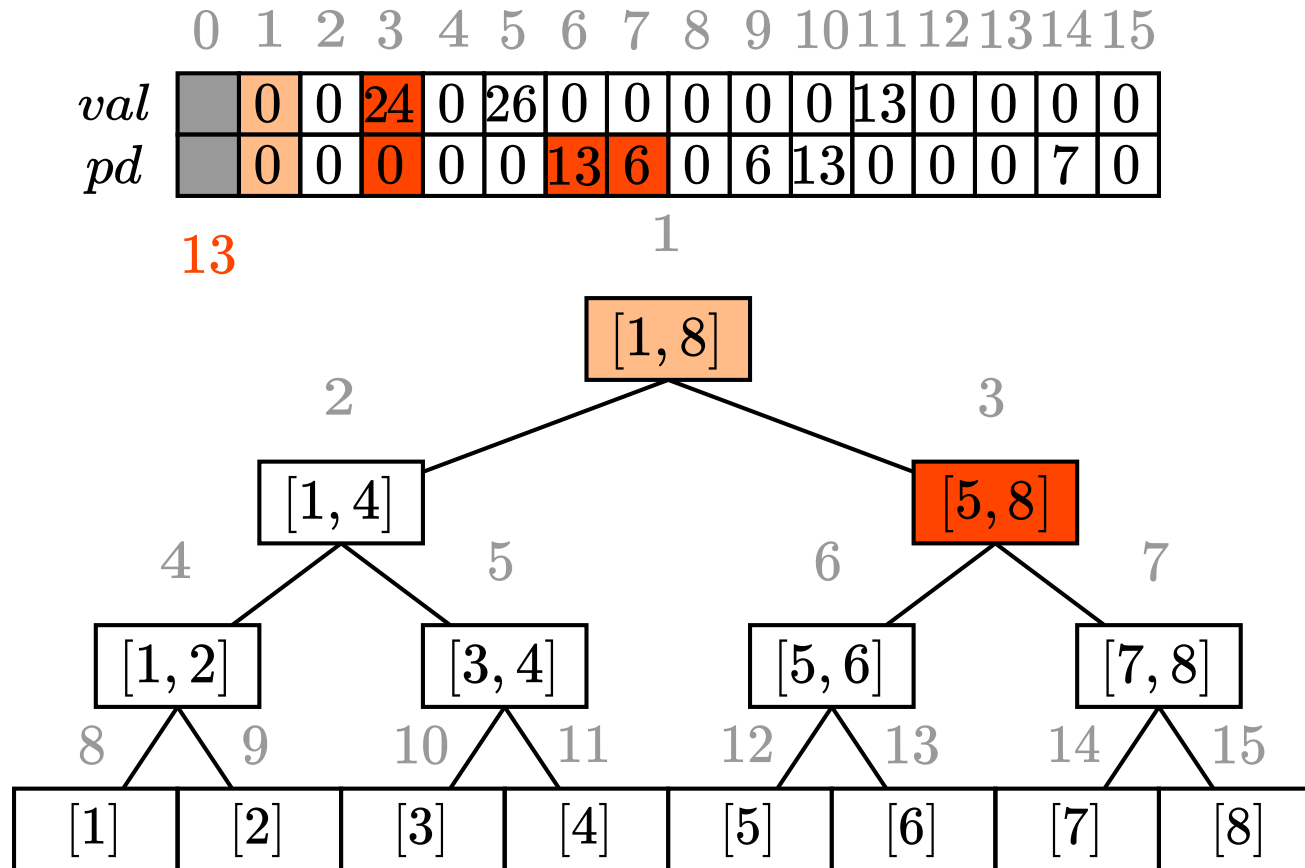 0 1 2 3 4 5 6 7 8 9 10 11 12 13 14 15
val 0 0 24 0 26 0 0 0 0 0 13 0 0 0 0
pd 0 0 0 0 0 13 6 0 6 13 0 0 0 7 0
1
13
[1, 8]
2 3
[1, 4] [5, 8]
4 5 6 7
[1, 2] [3, 4] [5, 6] [7, 8]
8 9 10 11 12 13 14 15
[1] [2] [3] [4] [5] [6] [7] [8]